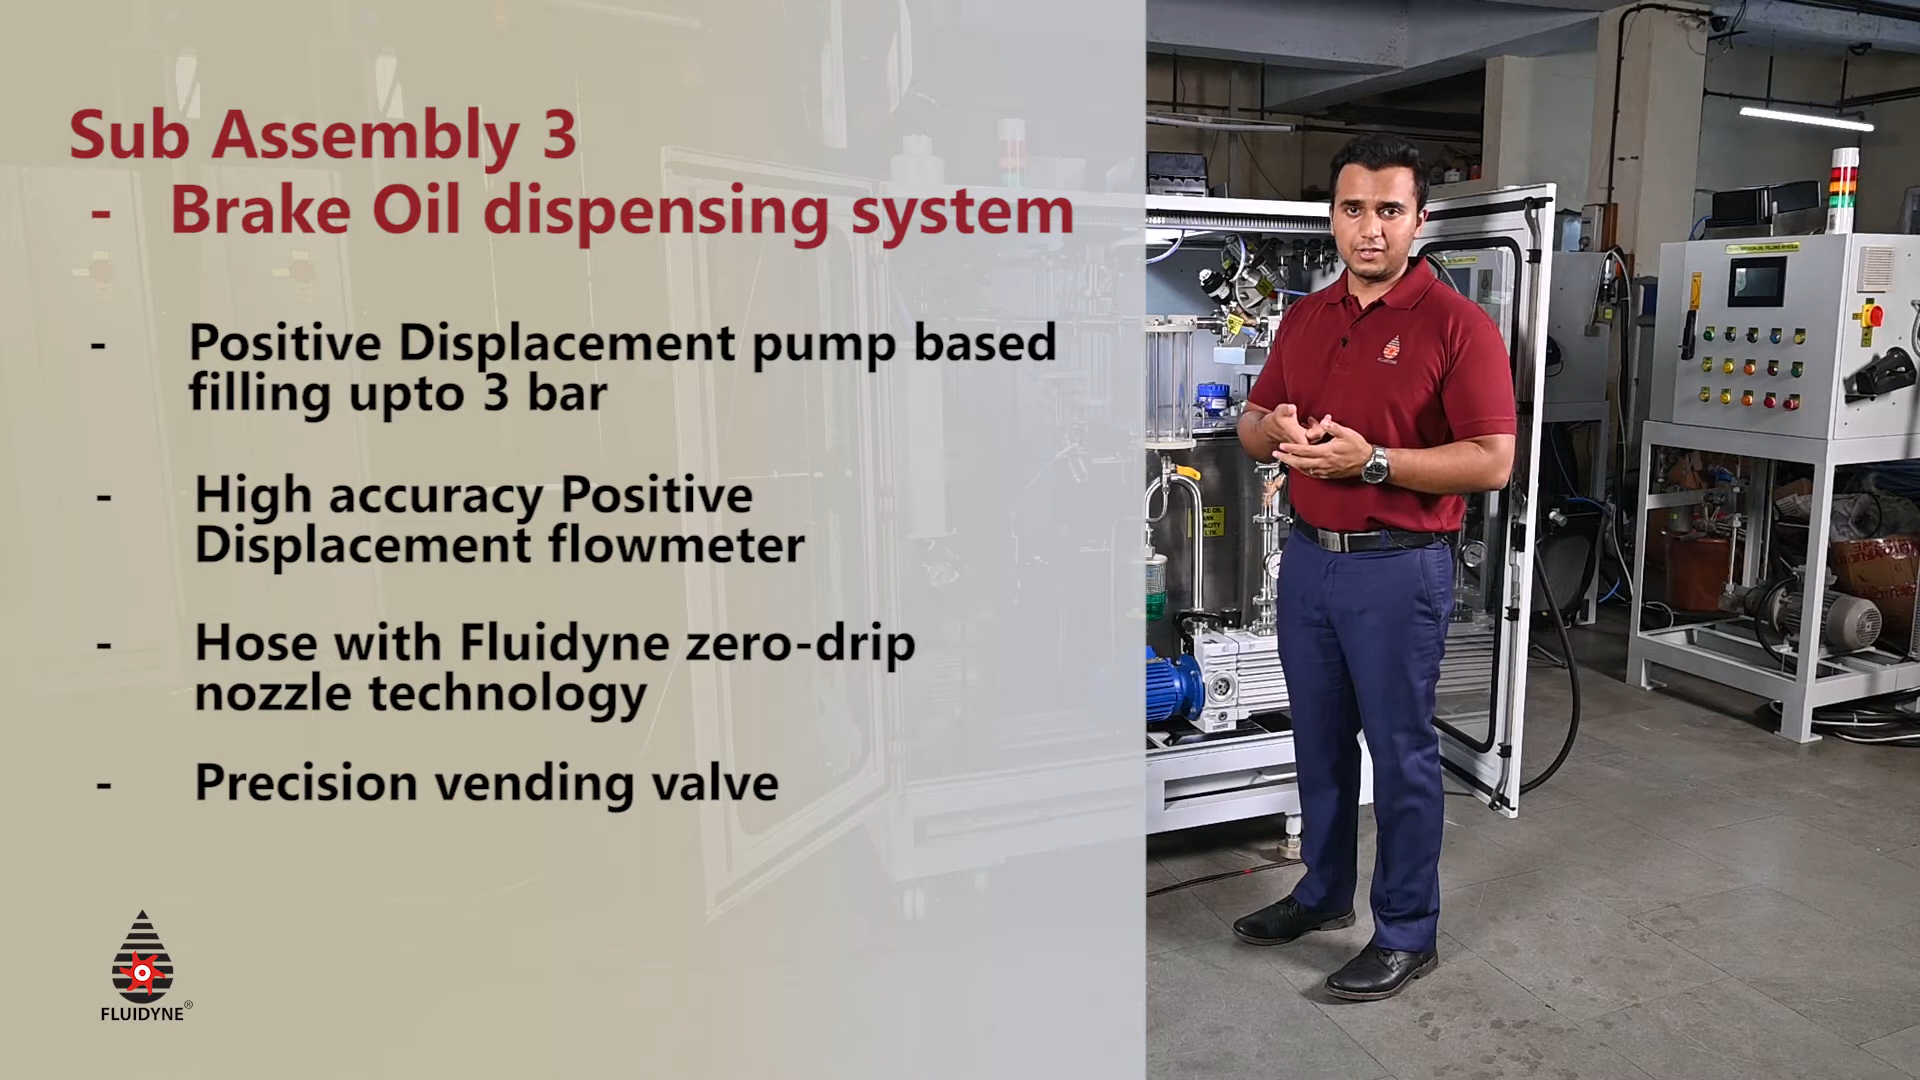 Sub Assembly 3
- Brake Oil dispensing system
- Positive Displacement pump based
filling upto 3 bar
- High accuracy Positive
Displacement flowmeter
- Hose with Fluidyne zero-drip
nozzle technology
- Precision vending valve
FLUIDYNE®